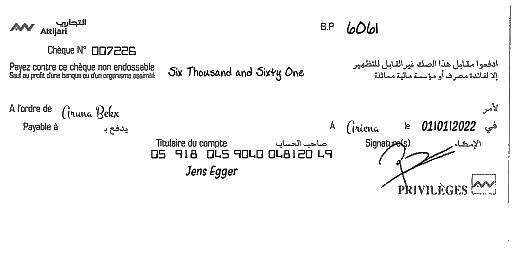 التجاري
Attijari
B.P 6061
Chèque N° 007226
Payez contre ce chèque non endossable
Sauf au profit d'une banque ou d'un organisme assimilé
Six Thousand and Sixty One
ادفعوا مقابل هذا الصك غير القابل للتظهير
إلا لفائدة مصرف أو مؤسسة مالية مماثلة
A l'ordre de Aruna Bekx
لأمر
Payable à يدفع بـ
A Griena le 01/01/2022 في
Titulaire du compte صاحب الحساب
Signature(s) الإمضاء
05 918 045 9040 048120 49
Jens Egger
PRIVILÈGES